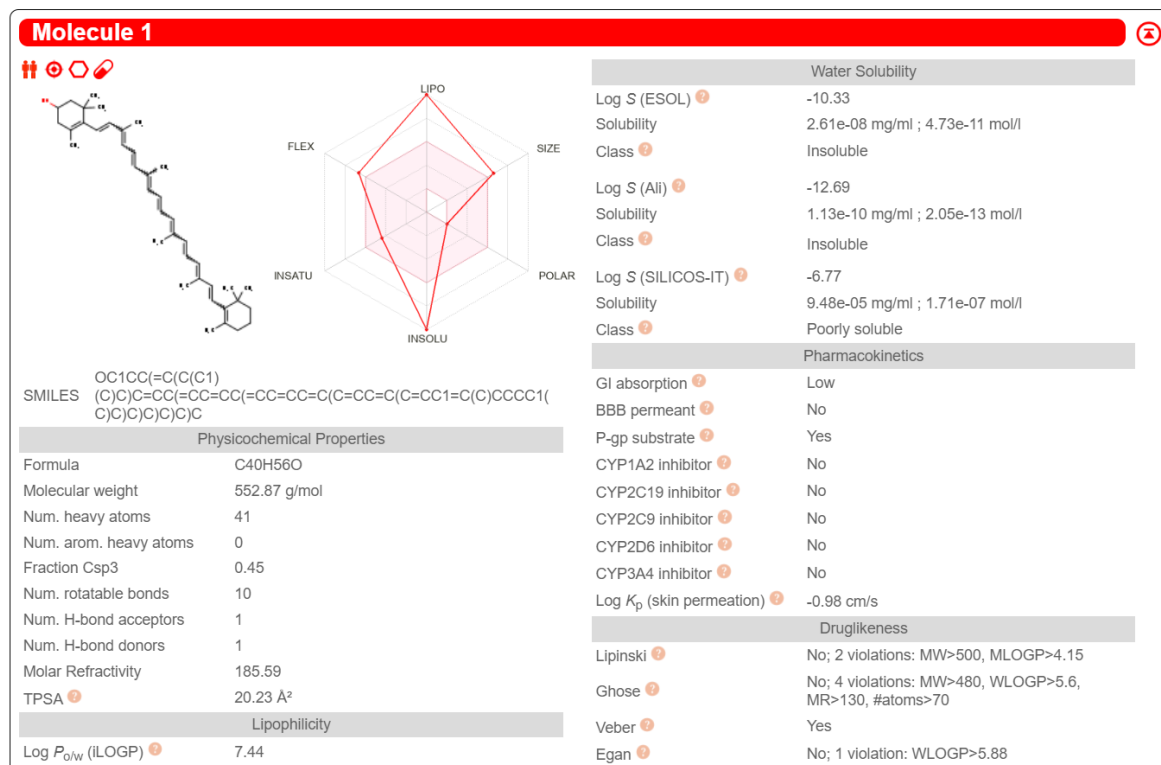 Molecule 1
LIPO
FLEX
SIZE
INSATU
POLAR
INSOLU
SMILES OC1CC(=C(C(C1)
(C)C)C=CC(=CC=CC(=CC=CC=C(C=CC=C(C=CC1=C(C)CCCC1(
C)C)C)C)C)C)C
Physicochemical Properties
Formula C40H56O
Molecular weight 552.87 g/mol
Num. heavy atoms 41
Num. arom. heavy atoms 0
Fraction Csp3 0.45
Num. rotatable bonds 10
Num. H-bond acceptors 1
Num. H-bond donors 1
Molar Refractivity 185.59
TPSA ? 20.23 Å²
Lipophilicity
Log Po/w (iLOGP) ? 7.44
Water Solubility
Log S (ESOL) ? -10.33
Solubility 2.61e-08 mg/ml ; 4.73e-11 mol/l
Class ? Insoluble
Log S (Ali) ? -12.69
Solubility 1.13e-10 mg/ml ; 2.05e-13 mol/l
Class ? Insoluble
Log S (SILICOS-IT) ? -6.77
Solubility 9.48e-05 mg/ml ; 1.71e-07 mol/l
Class ? Poorly soluble
Pharmacokinetics
GI absorption ? Low
BBB permeant ? No
P-gp substrate ? Yes
CYP1A2 inhibitor ? No
CYP2C19 inhibitor ? No
CYP2C9 inhibitor ? No
CYP2D6 inhibitor ? No
CYP3A4 inhibitor ? No
Log Kp (skin permeation) ? -0.98 cm/s
Druglikeness
Lipinski ? No; 2 violations: MW>500, MLOGP>4.15
Ghose ? No; 4 violations: MW>480, WLOGP>5.6,
MR>130, #atoms>70
Veber ? Yes
Egan ? No; 1 violation: WLOGP>5.88